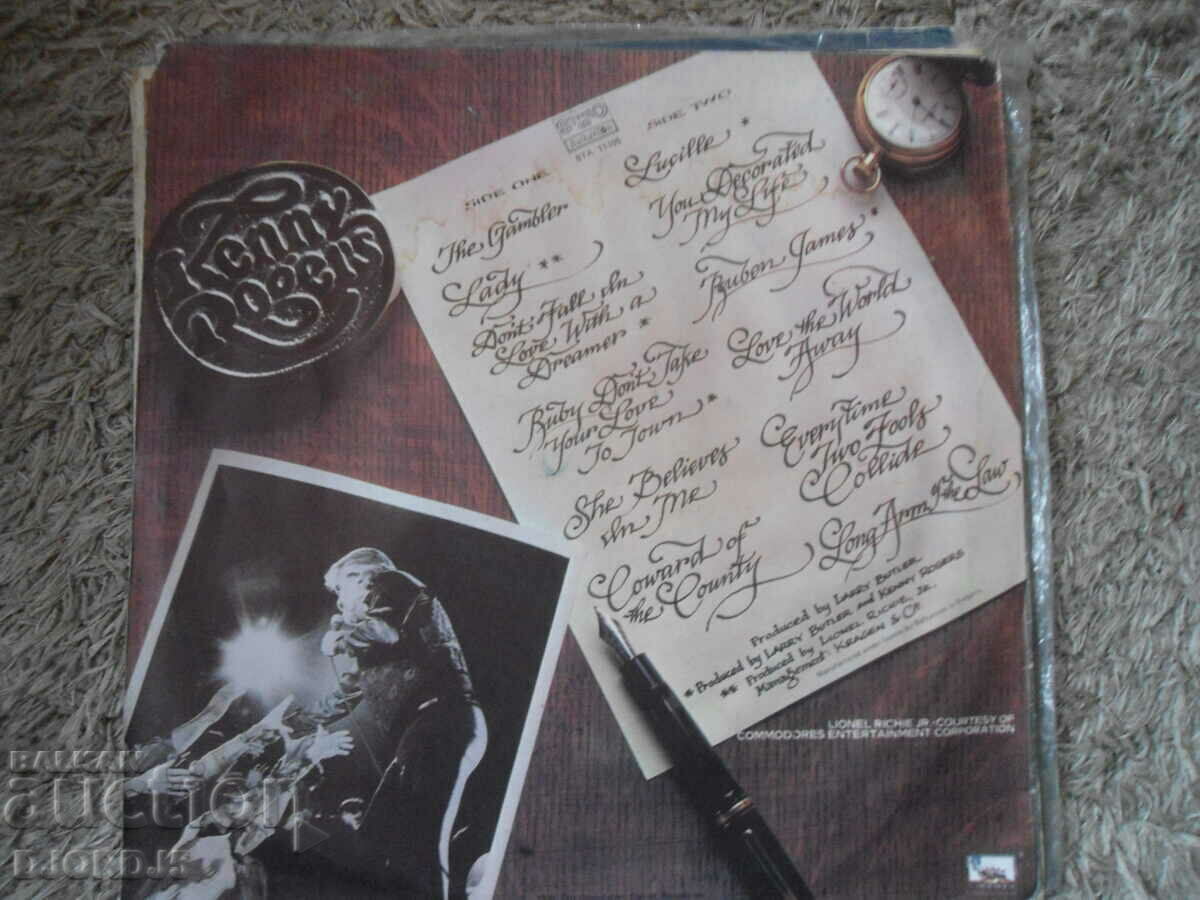 Kenny
Rogers
SIDE ONE
The Gambler
Lady **
Don't Fall In
Love With a
Dreamer *
Ruby Don't Take
Your Love
To Town *
She Believes
In Me
Coward of
the County
BTA 11105
SIDE TWO
Lucille *
You Decorated
My Life
Ruben James *
Love the World
Away
Everytime
Two Fools
Collide
Long Arm of the Law
Produced by LARRY BUTLER
* Produced by LARRY BUTLER and KENNY ROGERS
** Produced by LIONEL RICHIE, JR.
Management: KRAGEN & CO
LIONEL RICHIE JR.-COURTESY OF
COMMODORES ENTERTAINMENT CORPORATION
BALKAN
auction
DJORDJ5